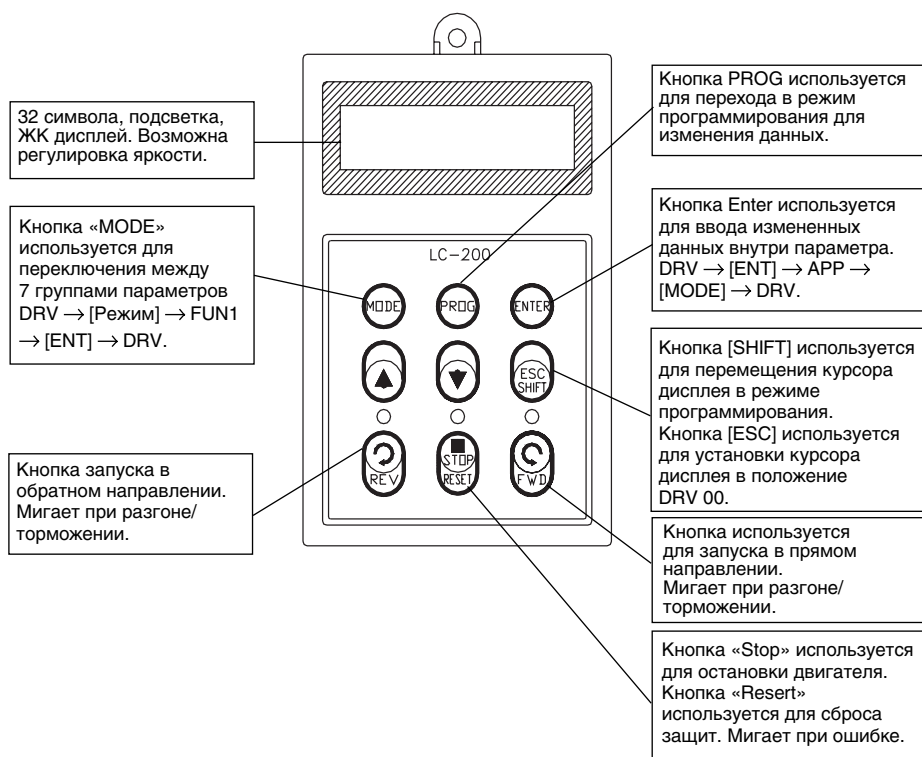 32 символа, подсветка,
ЖК дисплей. Возможна
регулировка яркости.
Кнопка «MODE»
используется для
переключения между
7 группами параметров
DRV → [Режим] → FUN1
→ [ENT] → DRV.
Кнопка запуска в
обратном направлении.
Мигает при разгоне/
торможении.
LC-200
MODE PROG ENTER
ESC
SHIFT
REV
STOP
RESET
FWD
Кнопка PROG используется
для перехода в режим
программирования для
изменения данных.
Кнопка Enter используется
для ввода измененных
данных внутри параметра.
DRV → [ENT] → APP →
[MODE] → DRV.
Кнопка [SHIFT] используется
для перемещения курсора
дисплея в режиме
программирования.
Кнопка [ESC] используется
для установки курсора
дисплея в положение
DRV 00.
Кнопка используется
для запуска в прямом
направлении.
Мигает при разгоне/
торможении.
Кнопка «Stop» используется
для остановки двигателя.
Кнопка «Resert»
используется для сброса
защит. Мигает при ошибке.